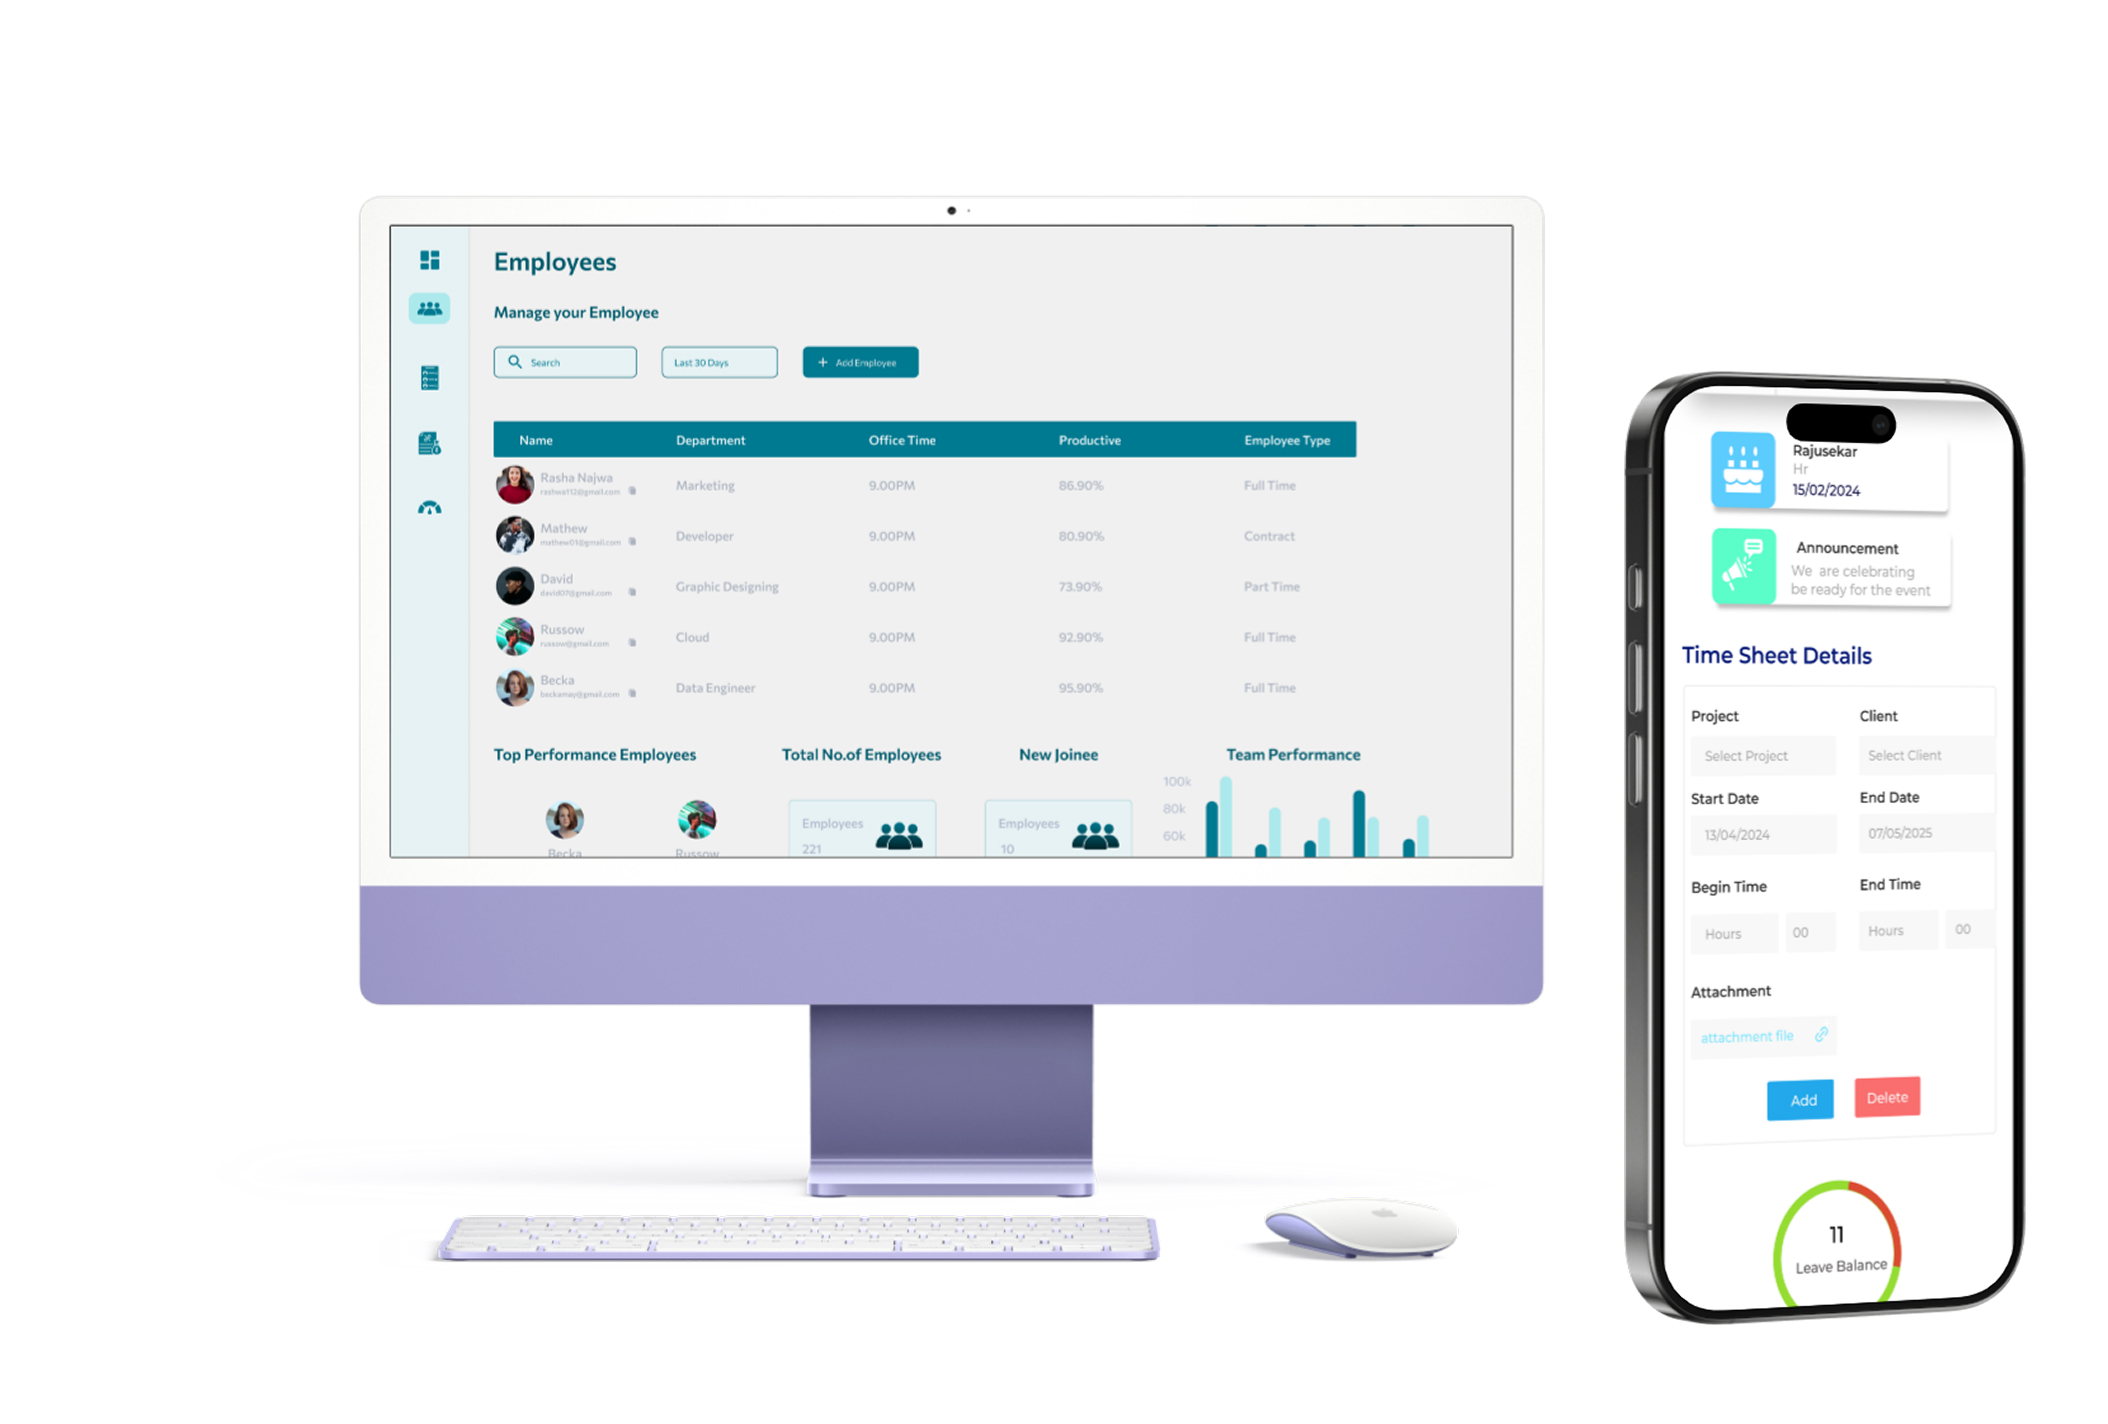 Employees
Manage your Employee
Search
Last 30 Days
+ Add Employee
Name Department Office Time Productive Employee Type
Rasha Najwa
rashwa112@gmail.com
Marketing 9.00PM 86.90% Full Time
Mathew
mathew01@gmail.com
Developer 9.00PM 80.90% Contract
David
david07@gmail.com
Graphic Designing 9.00PM 73.90% Part Time
Russow
russow@gmail.com
Cloud 9.00PM 92.90% Full Time
Becka
beckamay@gmail.com
Data Engineer 9.00PM 95.90% Full Time
Top Performance Employees
Becka
Russow
Total No.of Employees
Employees
221
New Joinee
Employees
10
Team Performance
100k
80k
60k
Rajusekar
Hr
15/02/2024
Announcement
We are celebrating
be ready for the event
Time Sheet Details
Project Client
Select Project Select Client
Start Date End Date
13/04/2024 07/05/2025
Begin Time End Time
Hours 00 Hours 00
Attachment
attachment file
Add Delete
11
Leave Balance